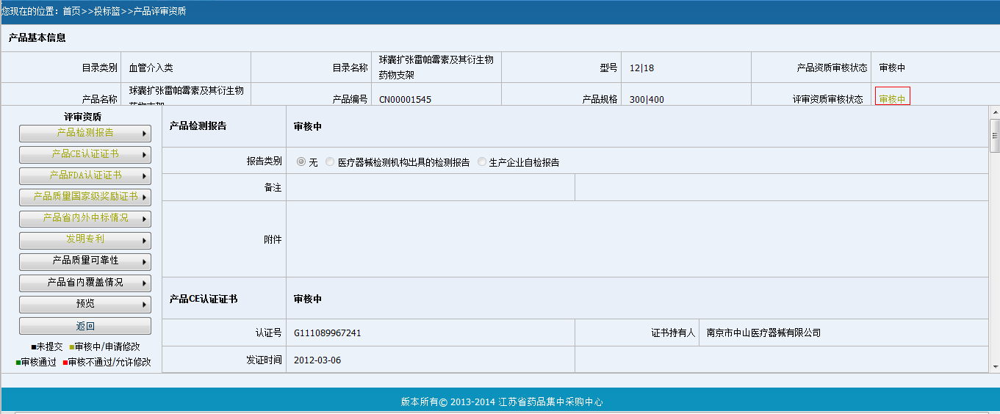 您现在的位置：首页>>投标篮>>产品评审资质
产品基本信息
目录类别 血管介入类 目录名称 球囊扩张雷帕霉素及其衍生物药物支架 型号 12|18 产品资质审核状态 审核中
产品名称 球囊扩张雷帕霉素及其衍生物药物支架 产品编号 CN00001545 产品规格 300|400 评审资质审核状态 审核中
评审资质
产品检测报告
产品CE认证证书
产品FDA认证证书
产品质量国家级奖励证书
产品省内外中标情况
发明专利
产品质量可靠性
产品省内覆盖情况
预览
返回
■未提交 ■审核中/申请修改
■审核通过 ■审核不通过/允许修改
产品检测报告 审核中
报告类别 无 医疗器械检测机构出具的检测报告 生产企业自检报告
备注
附件
产品CE认证证书 审核中
认证号 G111089967241 证书持有人 南京市中山医疗器械有限公司
发证时间 2012-03-06
版本所有© 2013-2014 江苏省药品集中采购中心